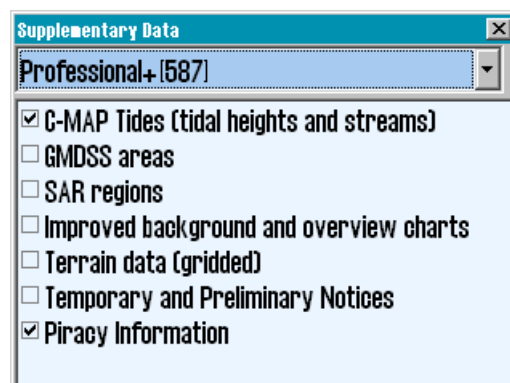 Supplementary Data
Professional+ [587]
C-MAP Tides (tidal heights and streams)
GMDSS areas
SAR regions
Improved background and overview charts
Terrain data (gridded)
Temporary and Preliminary Notices
Piracy Information